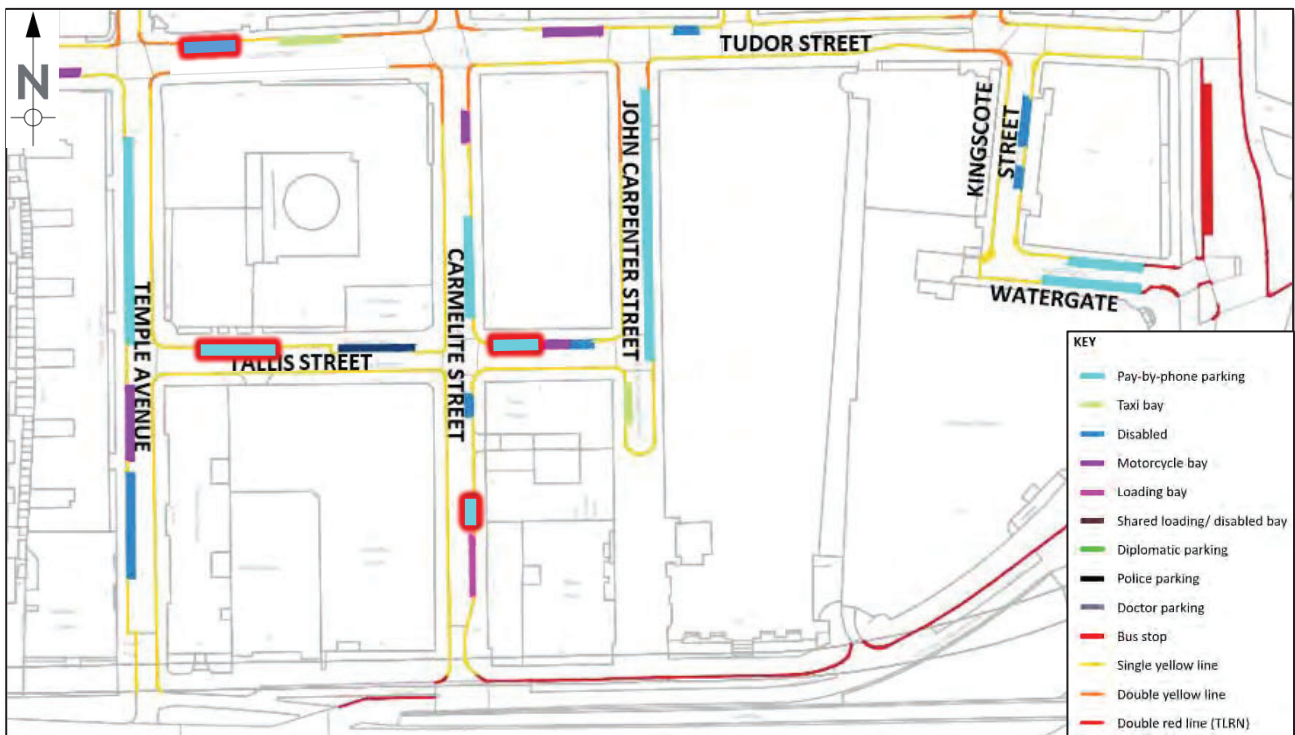 N
TUDOR STREET
KINGSCOTE
STREET
JOHN CARPENTER STREET
CARMELITE STREET
TEMPLE AVENUE
TALLIS STREET
WATERGATE
KEY
Pay-by-phone parking
Taxi bay
Disabled
Motorcycle bay
Loading bay
Shared loading/ disabled bay
Diplomatic parking
Police parking
Doctor parking
Bus stop
Single yellow line
Double yellow line
Double red line (TLRN)